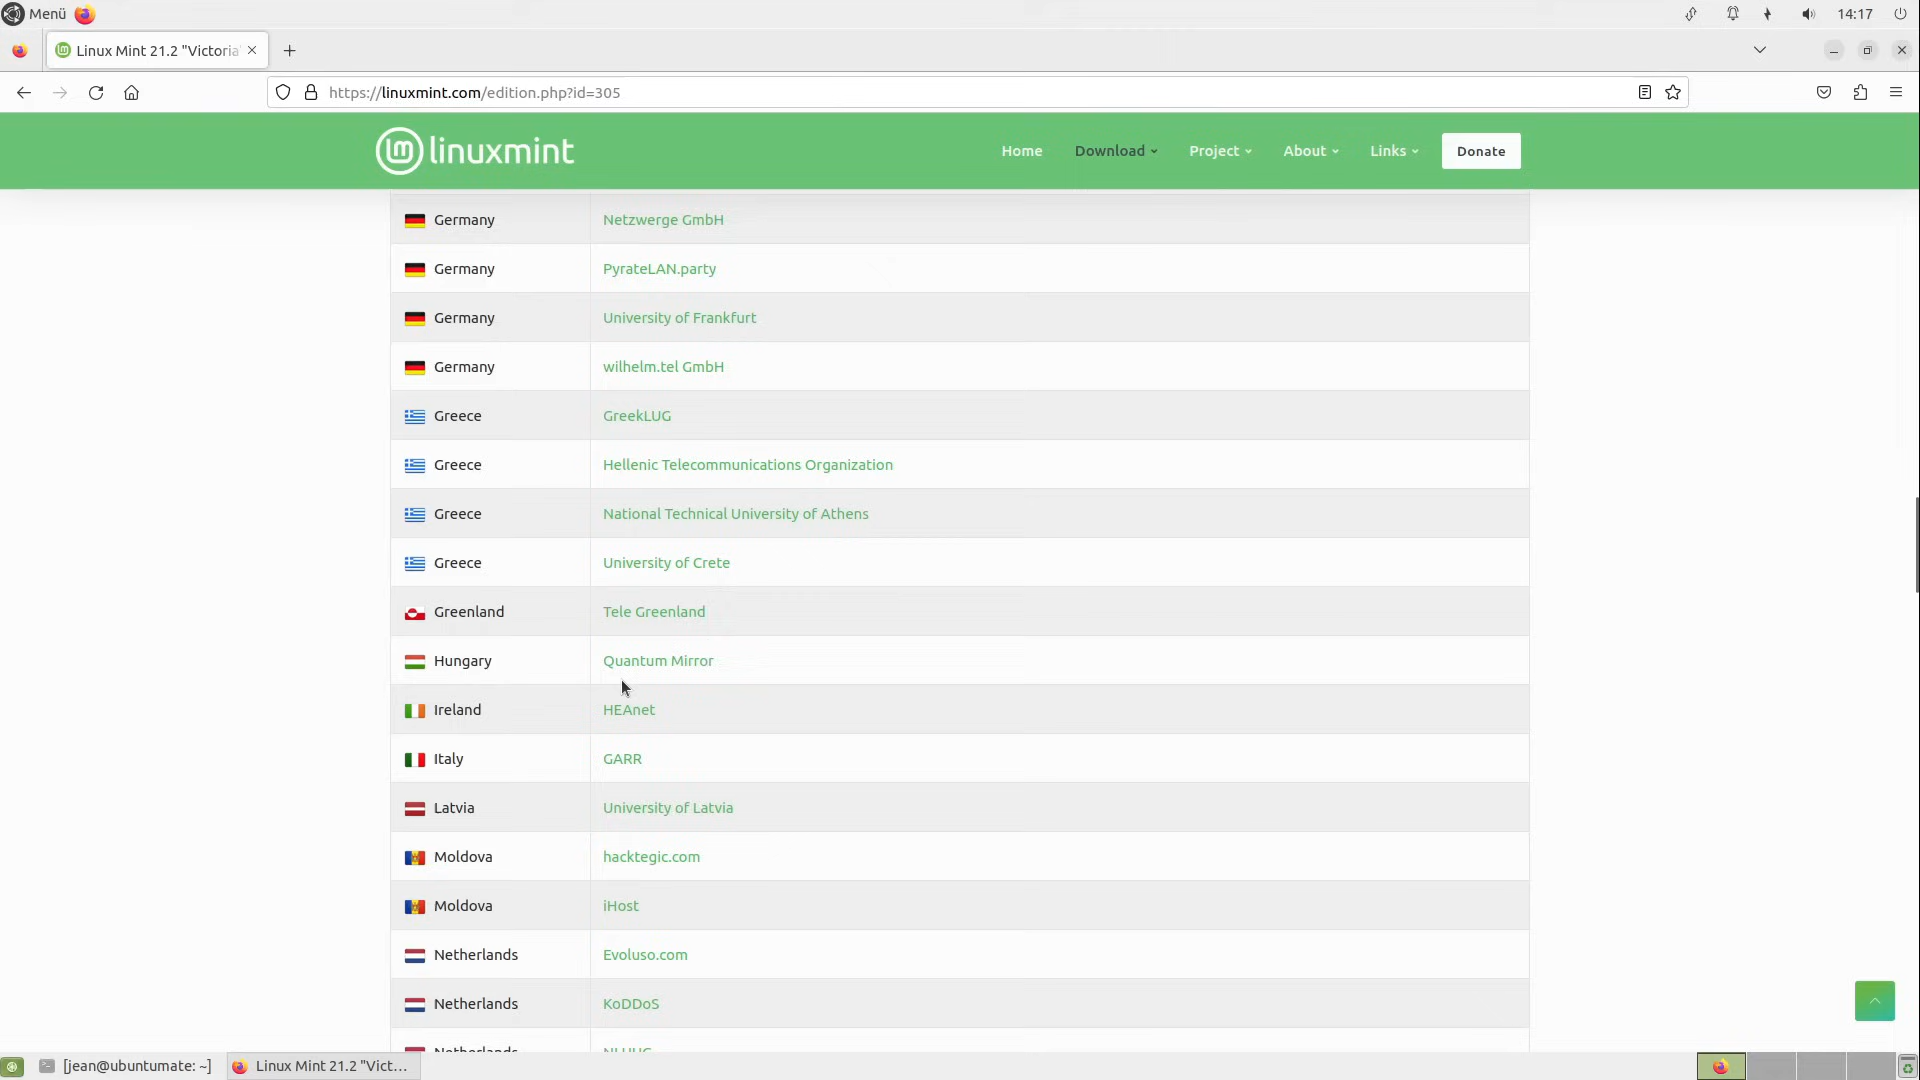 Menü 14:17
Linux Mint 21.2 "Victoria"
https://linuxmint.com/edition.php?id=305
linuxmint Home Download Project About Links Donate
Germany Netzwerge GmbH
Germany PyrateLAN.party
Germany University of Frankfurt
Germany wilhelm.tel GmbH
Greece GreekLUG
Greece Hellenic Telecommunications Organization
Greece National Technical University of Athens
Greece University of Crete
Greenland Tele Greenland
Hungary Quantum Mirror
Ireland HEAnet
Italy GARR
Latvia University of Latvia
Moldova hacktegic.com
Moldova iHost
Netherlands Evoluso.com
Netherlands KoDDoS
Netherlands NLUUG
[jean@ubuntumate: ~] Linux Mint 21.2 "Vict...